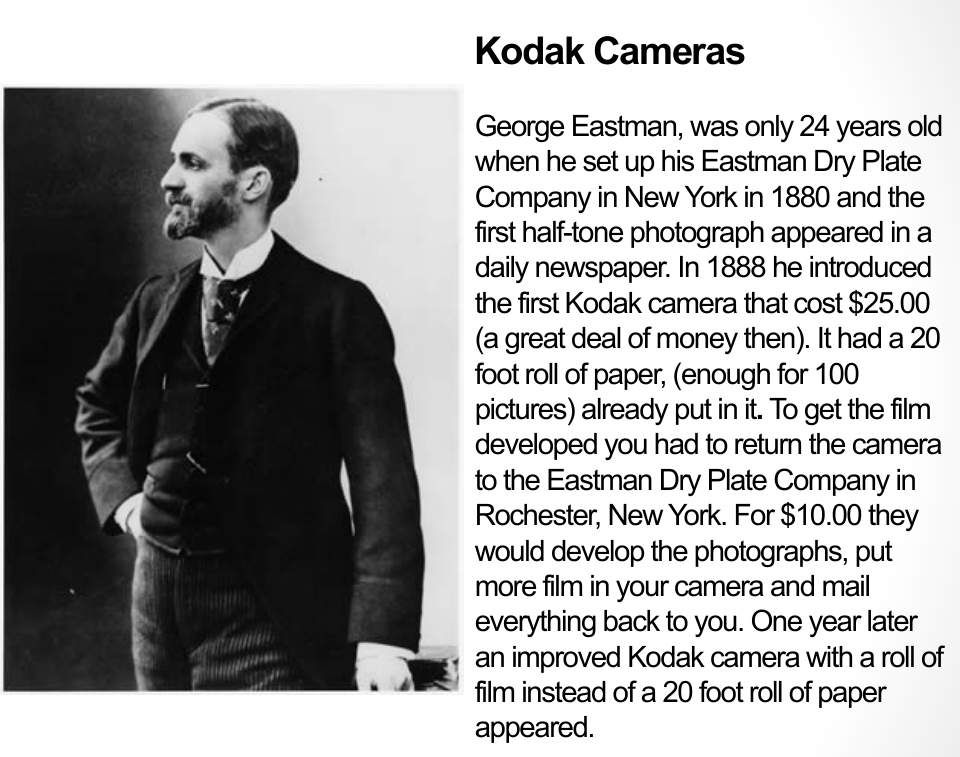 Kodak Cameras
George Eastman, was only 24 years old
when he set up his Eastman Dry Plate
Company in New York in 1880 and the
first half-tone photograph appeared in a
daily newspaper. In 1888 he introduced
the first Kodak camera that cost $25.00
(a great deal of money then). It had a 20
foot roll of paper, (enough for 100
pictures) already put in it. To get the film
developed you had to return the camera
to the Eastman Dry Plate Company in
Rochester, New York. For $10.00 they
would develop the photographs, put
more film in your camera and mail
everything back to you. One year later
an improved Kodak camera with a roll of
film instead of a 20 foot roll of paper
appeared.